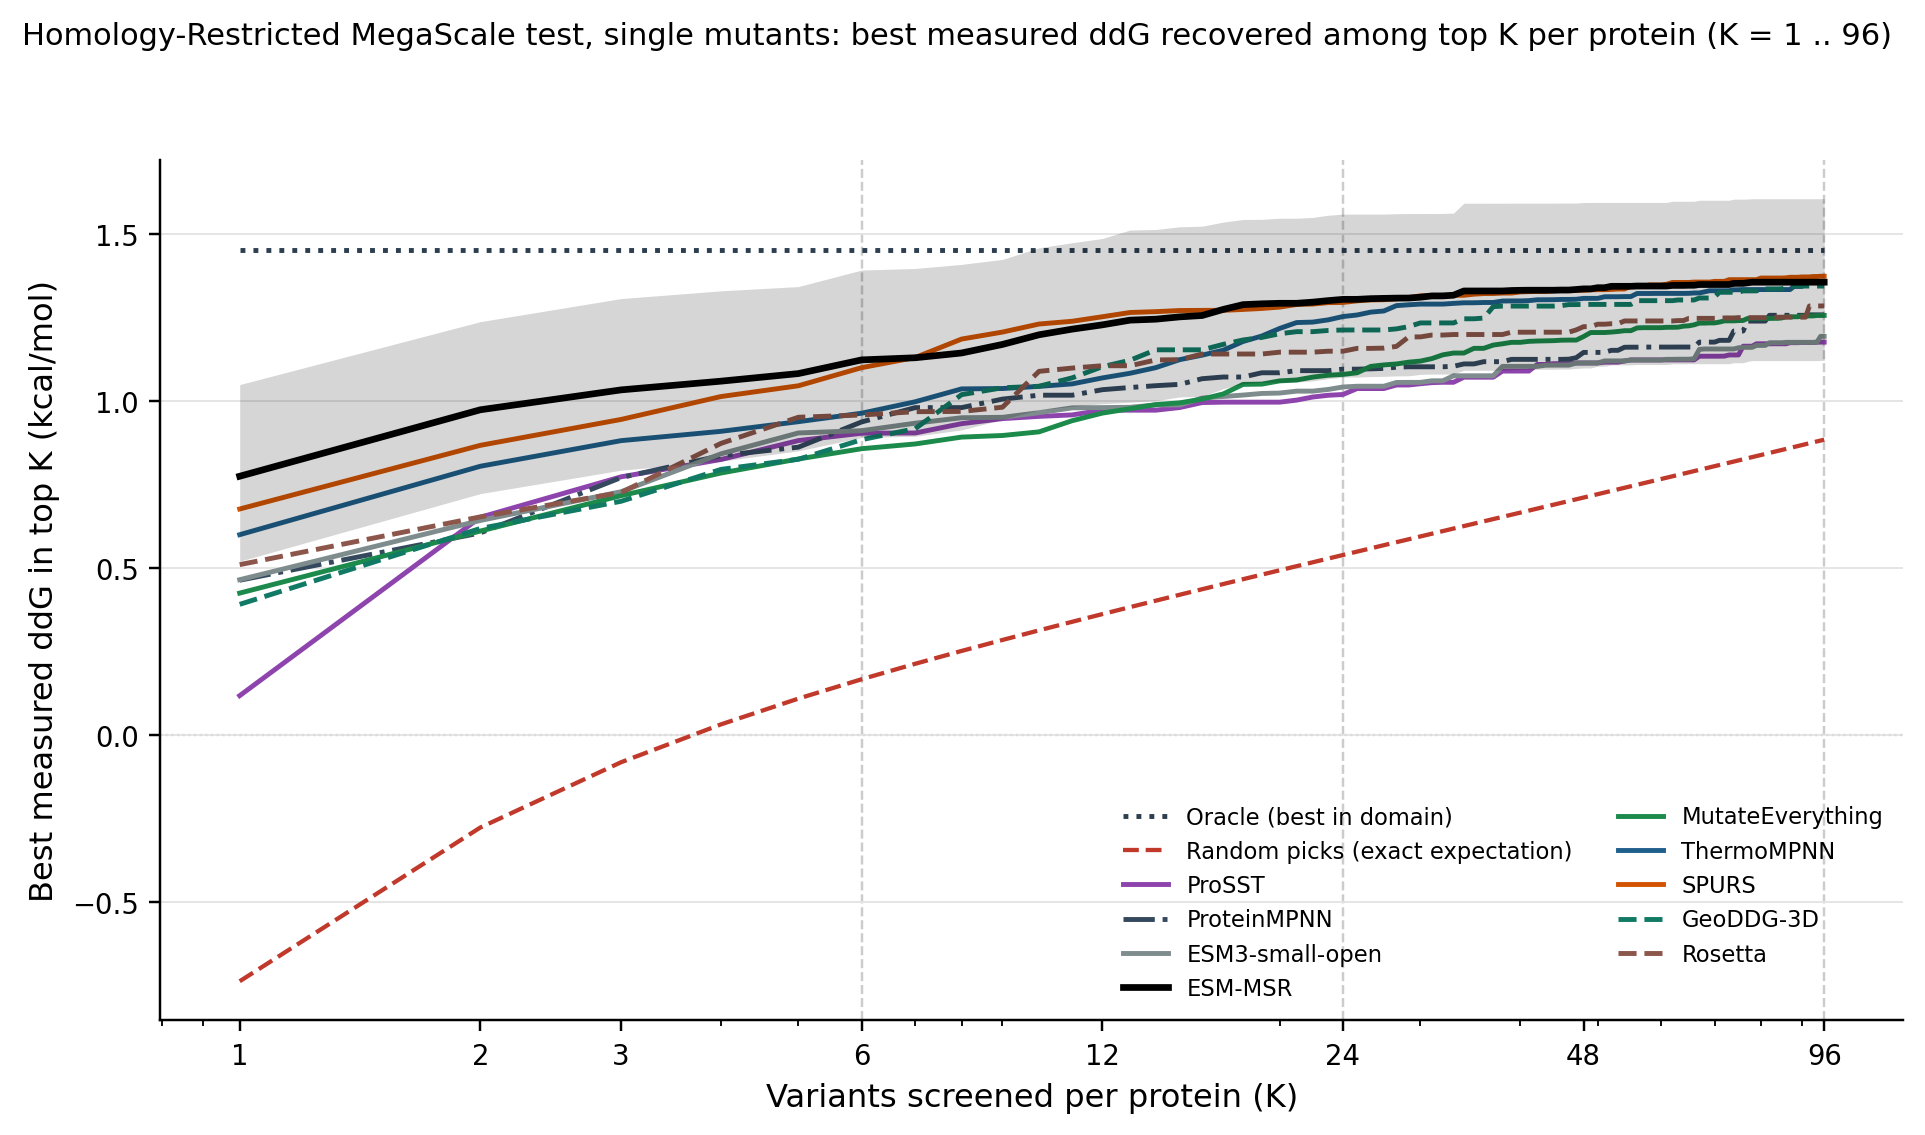 Homology-Restricted MegaScale test, single mutants: best measured ddG recovered among top K per protein (K = 1 .. 96)
Best measured ddG in top K (kcal/mol)
1.5
1.0
0.5
0.0
−0.5
Oracle (best in domain)
Random picks (exact expectation)
ProSST
ProteinMPNN
ESM3-small-open
ESM-MSR
MutateEverything
ThermoMPNN
SPURS
GeoDDG-3D
Rosetta
1 2 3 6 12 24 48 96
Variants screened per protein (K)